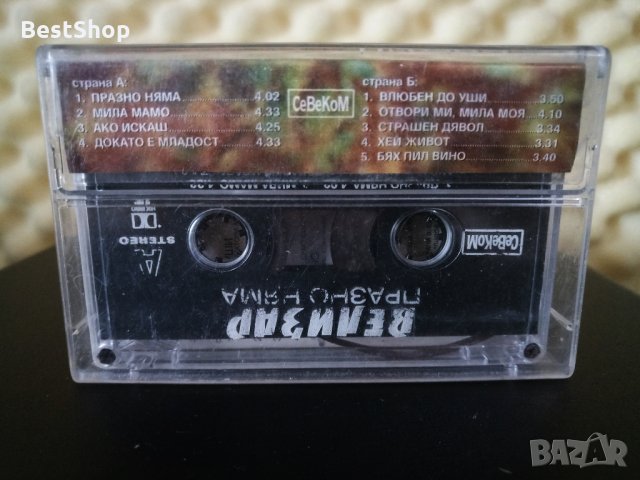 BestShop
страна А:
1. ПРАЗНО НЯМА 4.02
2. МИЛА МАМО 4.33
3. АКО ИСКАШ 4.25
4. ДОКАТО Е МЛАДОСТ 4.33
СеВеКоМ
страна Б:
1. ВЛЮБЕН ДО УШИ 3.50
2. ОТВОРИ МИ, МИЛА МОЯ 4.10
3. СТРАШЕН ДЯВОЛ 3.34
4. ХЕЙ ЖИВОТ 3.31
5. БЯХ ПИЛ ВИНО 3.40
STEREO
A
СеВеКоМ
ПРАЗНО НЯМА
ВЕЛИЗАР
BAZAR